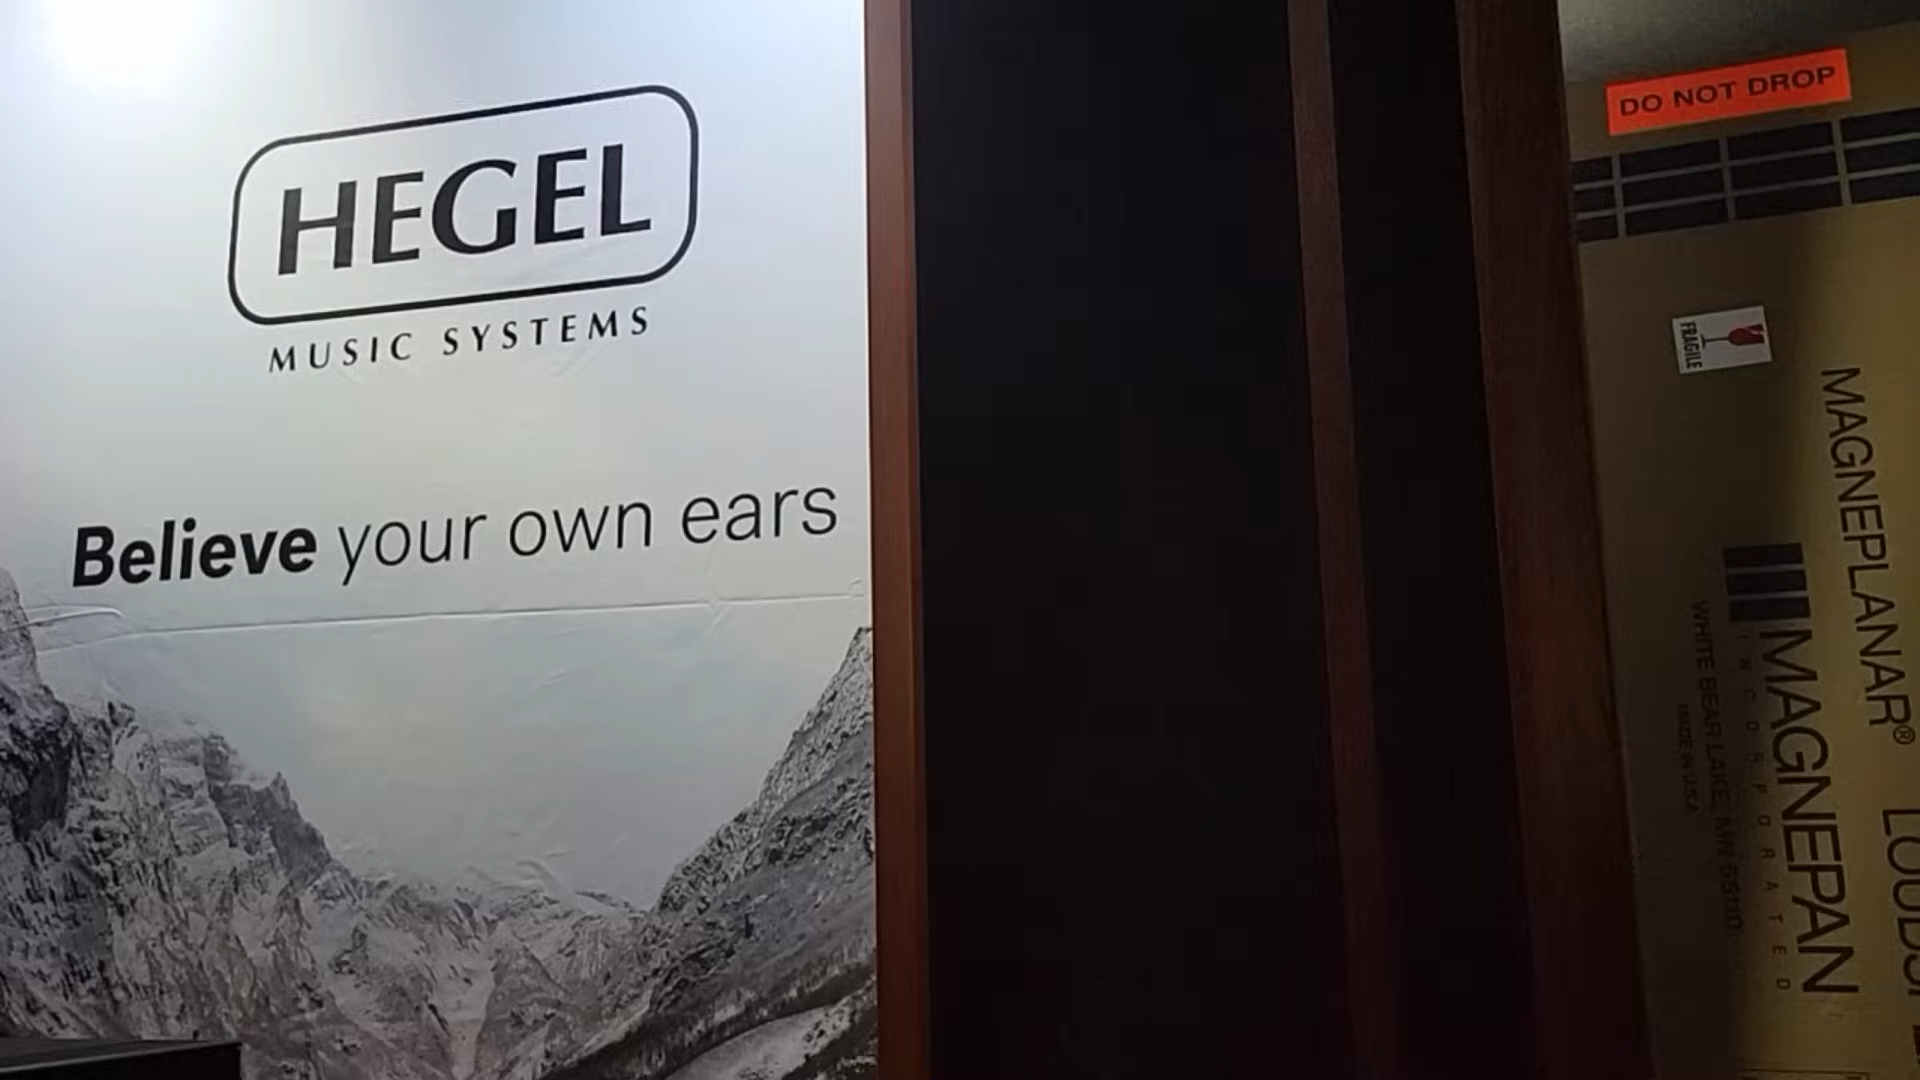 HEGEL
MUSIC SYSTEMS
Believe your own ears
DO NOT DROP
FRAGILE
MAGNEPLANAR®
MAGNEPAN
INCORPORATED
WHITE BEAR LAKE, MN 55110
MADE IN U.S.A.